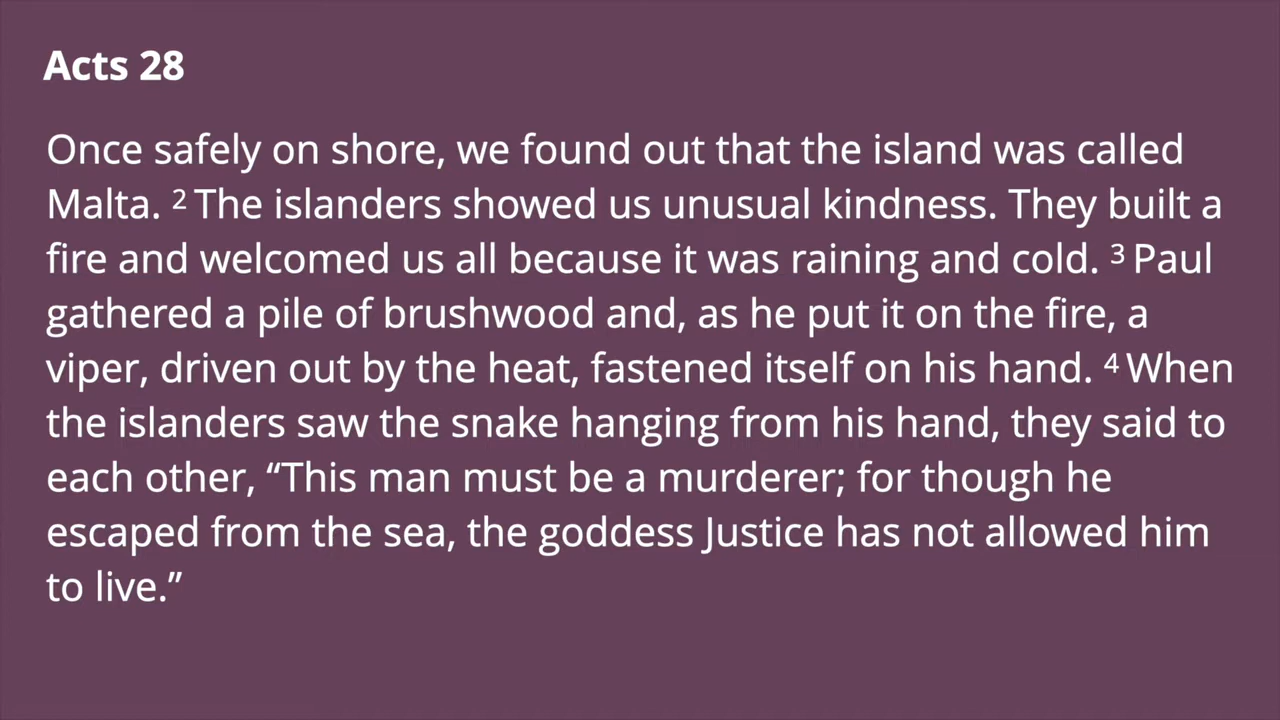 Acts 28
Once safely on shore, we found out that the island was called
Malta. 2 The islanders showed us unusual kindness. They built a
fire and welcomed us all because it was raining and cold. 3 Paul
gathered a pile of brushwood and, as he put it on the fire, a
viper, driven out by the heat, fastened itself on his hand. 4 When
the islanders saw the snake hanging from his hand, they said to
each other, “This man must be a murderer; for though he
escaped from the sea, the goddess Justice has not allowed him
to live.”